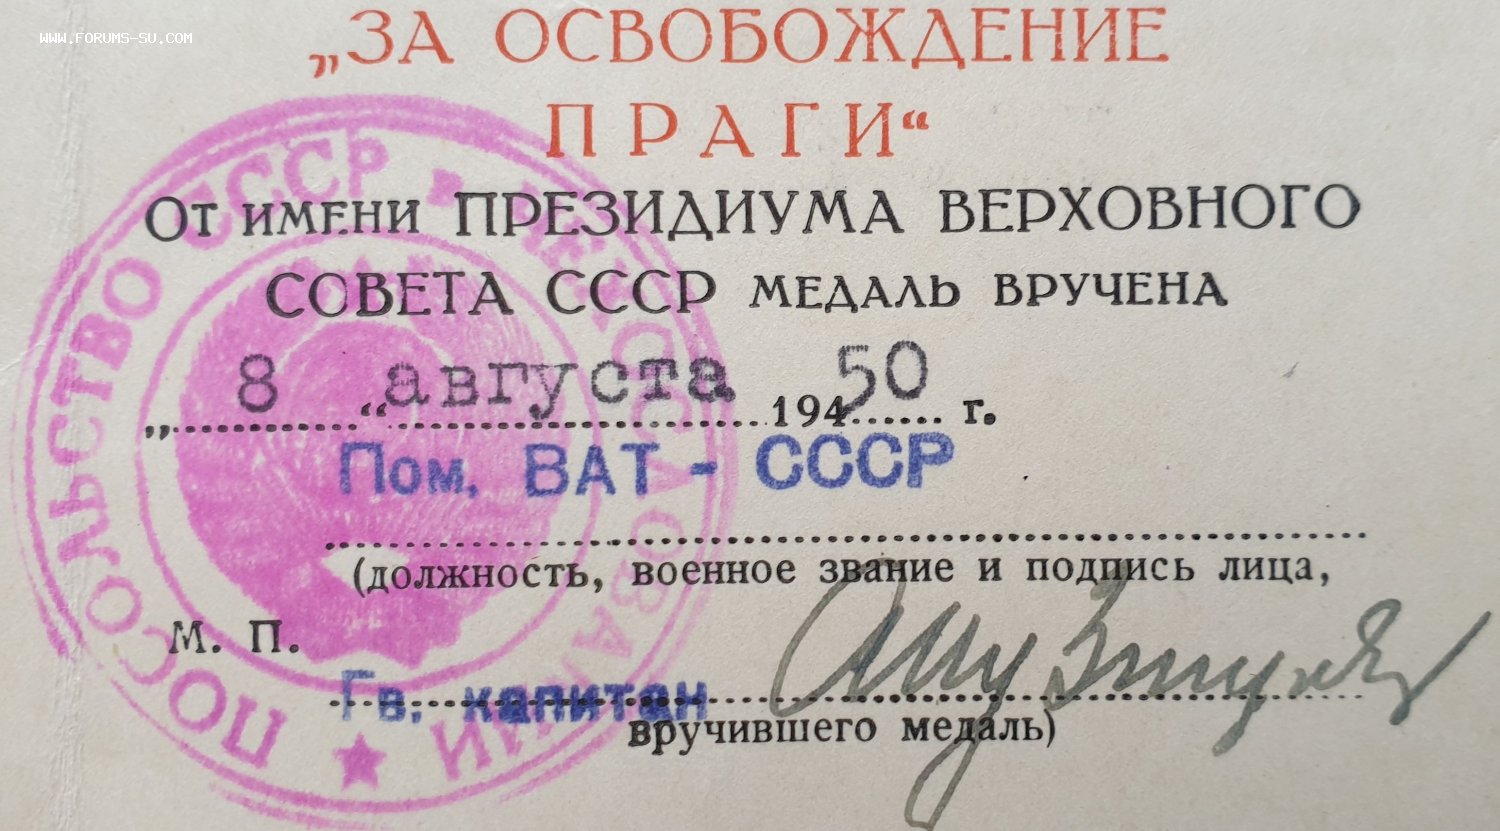 WWW.FORUMS-SU.COM
„ЗА ОСВОБОЖДЕНИЕ
ПРАГИ“
От имени ПРЕЗИДИУМА ВЕРХОВНОГО
СОВЕТА СССР медаль вручена
„ 8 “ августа 194 50 г.
Пом. ВАТ - СССР
(должность, военное звание и подпись лица,
М. П.
Гв. капитан
вручившего медаль)
ПОСОЛЬСТВО СССР В ЧЕХОСЛОВАКИИ